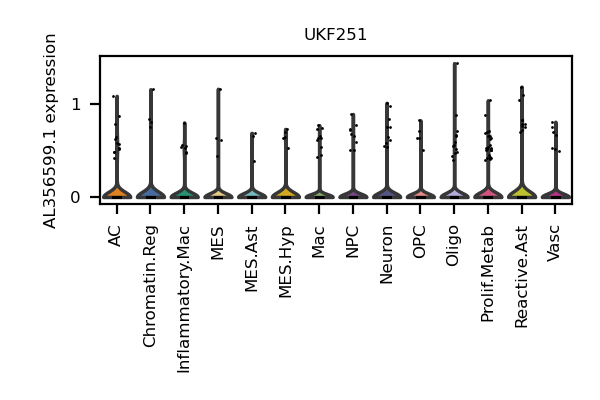 UKF251
AL356599.1 expression
1
0
AC
Chromatin.Reg
Inflammatory.Mac
MES
MES.Ast
MES.Hyp
Mac
NPC
Neuron
OPC
Oligo
Prolif.Metab
Reactive.Ast
Vasc